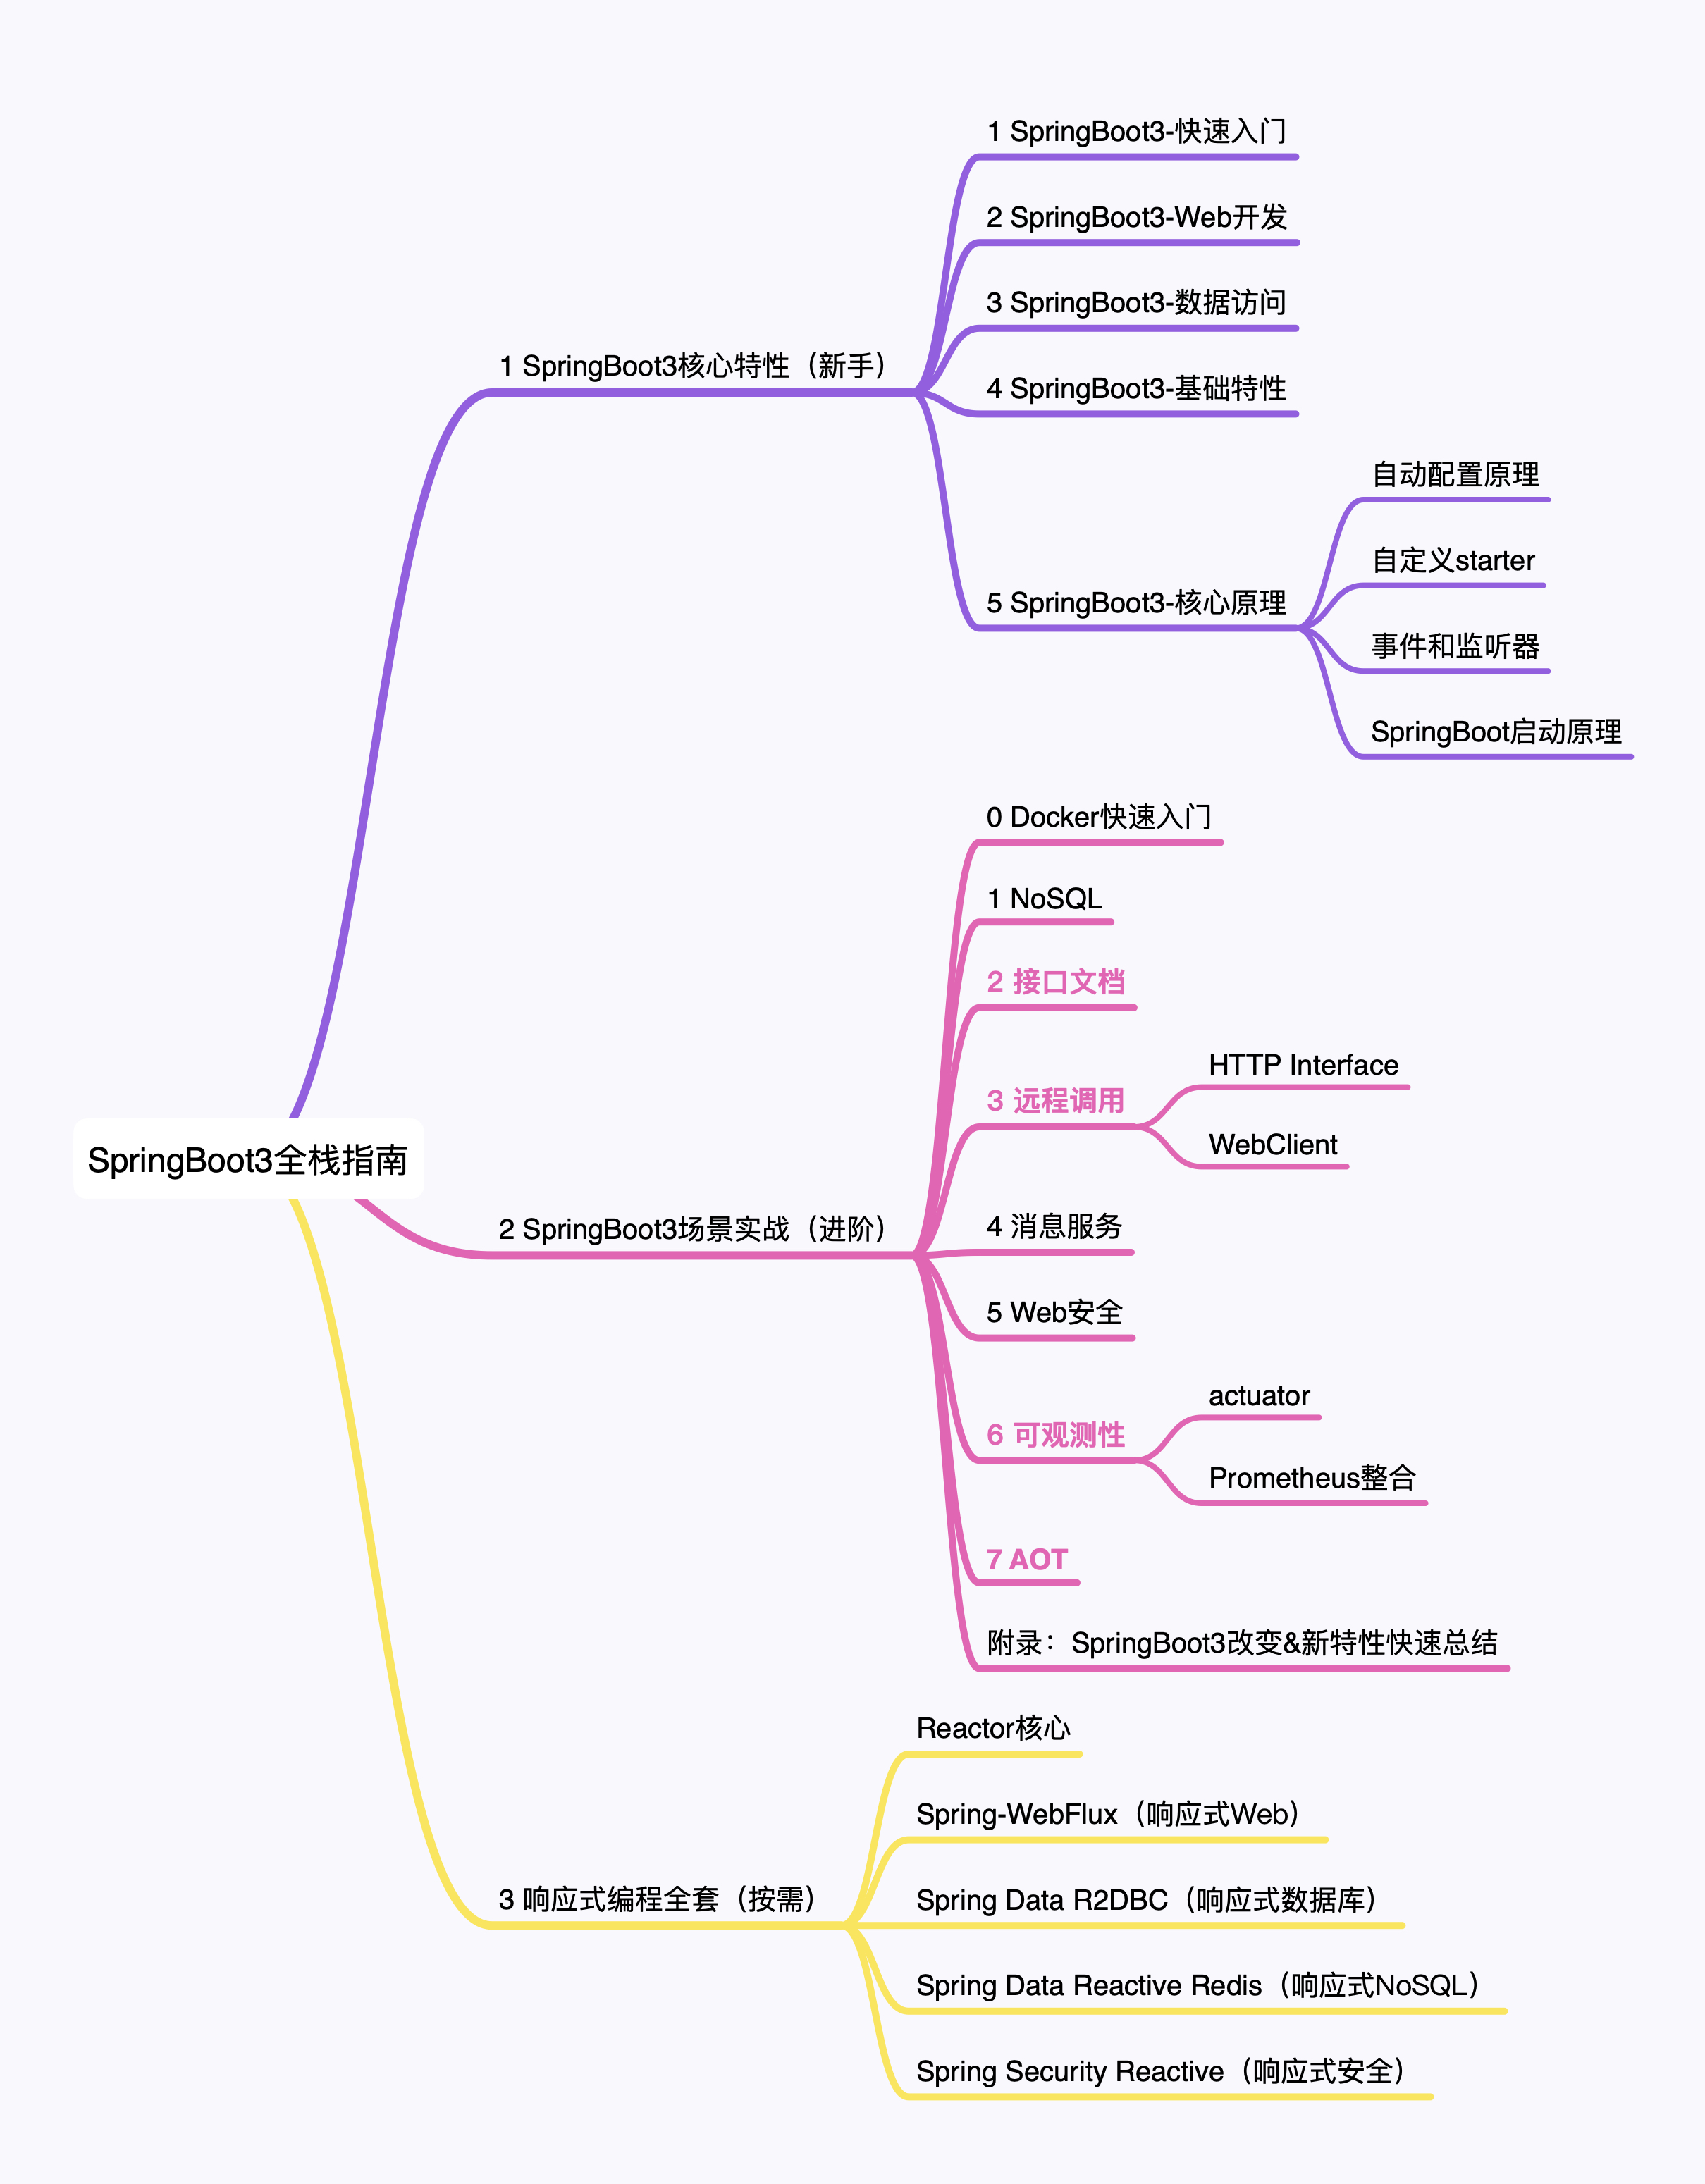 SpringBoot3全栈指南
1 SpringBoot3核心特性（新手）
1 SpringBoot3-快速入门
2 SpringBoot3-Web开发
3 SpringBoot3-数据访问
4 SpringBoot3-基础特性
5 SpringBoot3-核心原理
自动配置原理
自定义starter
事件和监听器
SpringBoot启动原理
2 SpringBoot3场景实战（进阶）
0 Docker快速入门
1 NoSQL
2 接口文档
3 远程调用
HTTP Interface
WebClient
4 消息服务
5 Web安全
6 可观测性
actuator
Prometheus整合
7 AOT
附录：SpringBoot3改变&新特性快速总结
3 响应式编程全套（按需）
Reactor核心
Spring-WebFlux（响应式Web）
Spring Data R2DBC（响应式数据库）
Spring Data Reactive Redis（响应式NoSQL）
Spring Security Reactive（响应式安全）